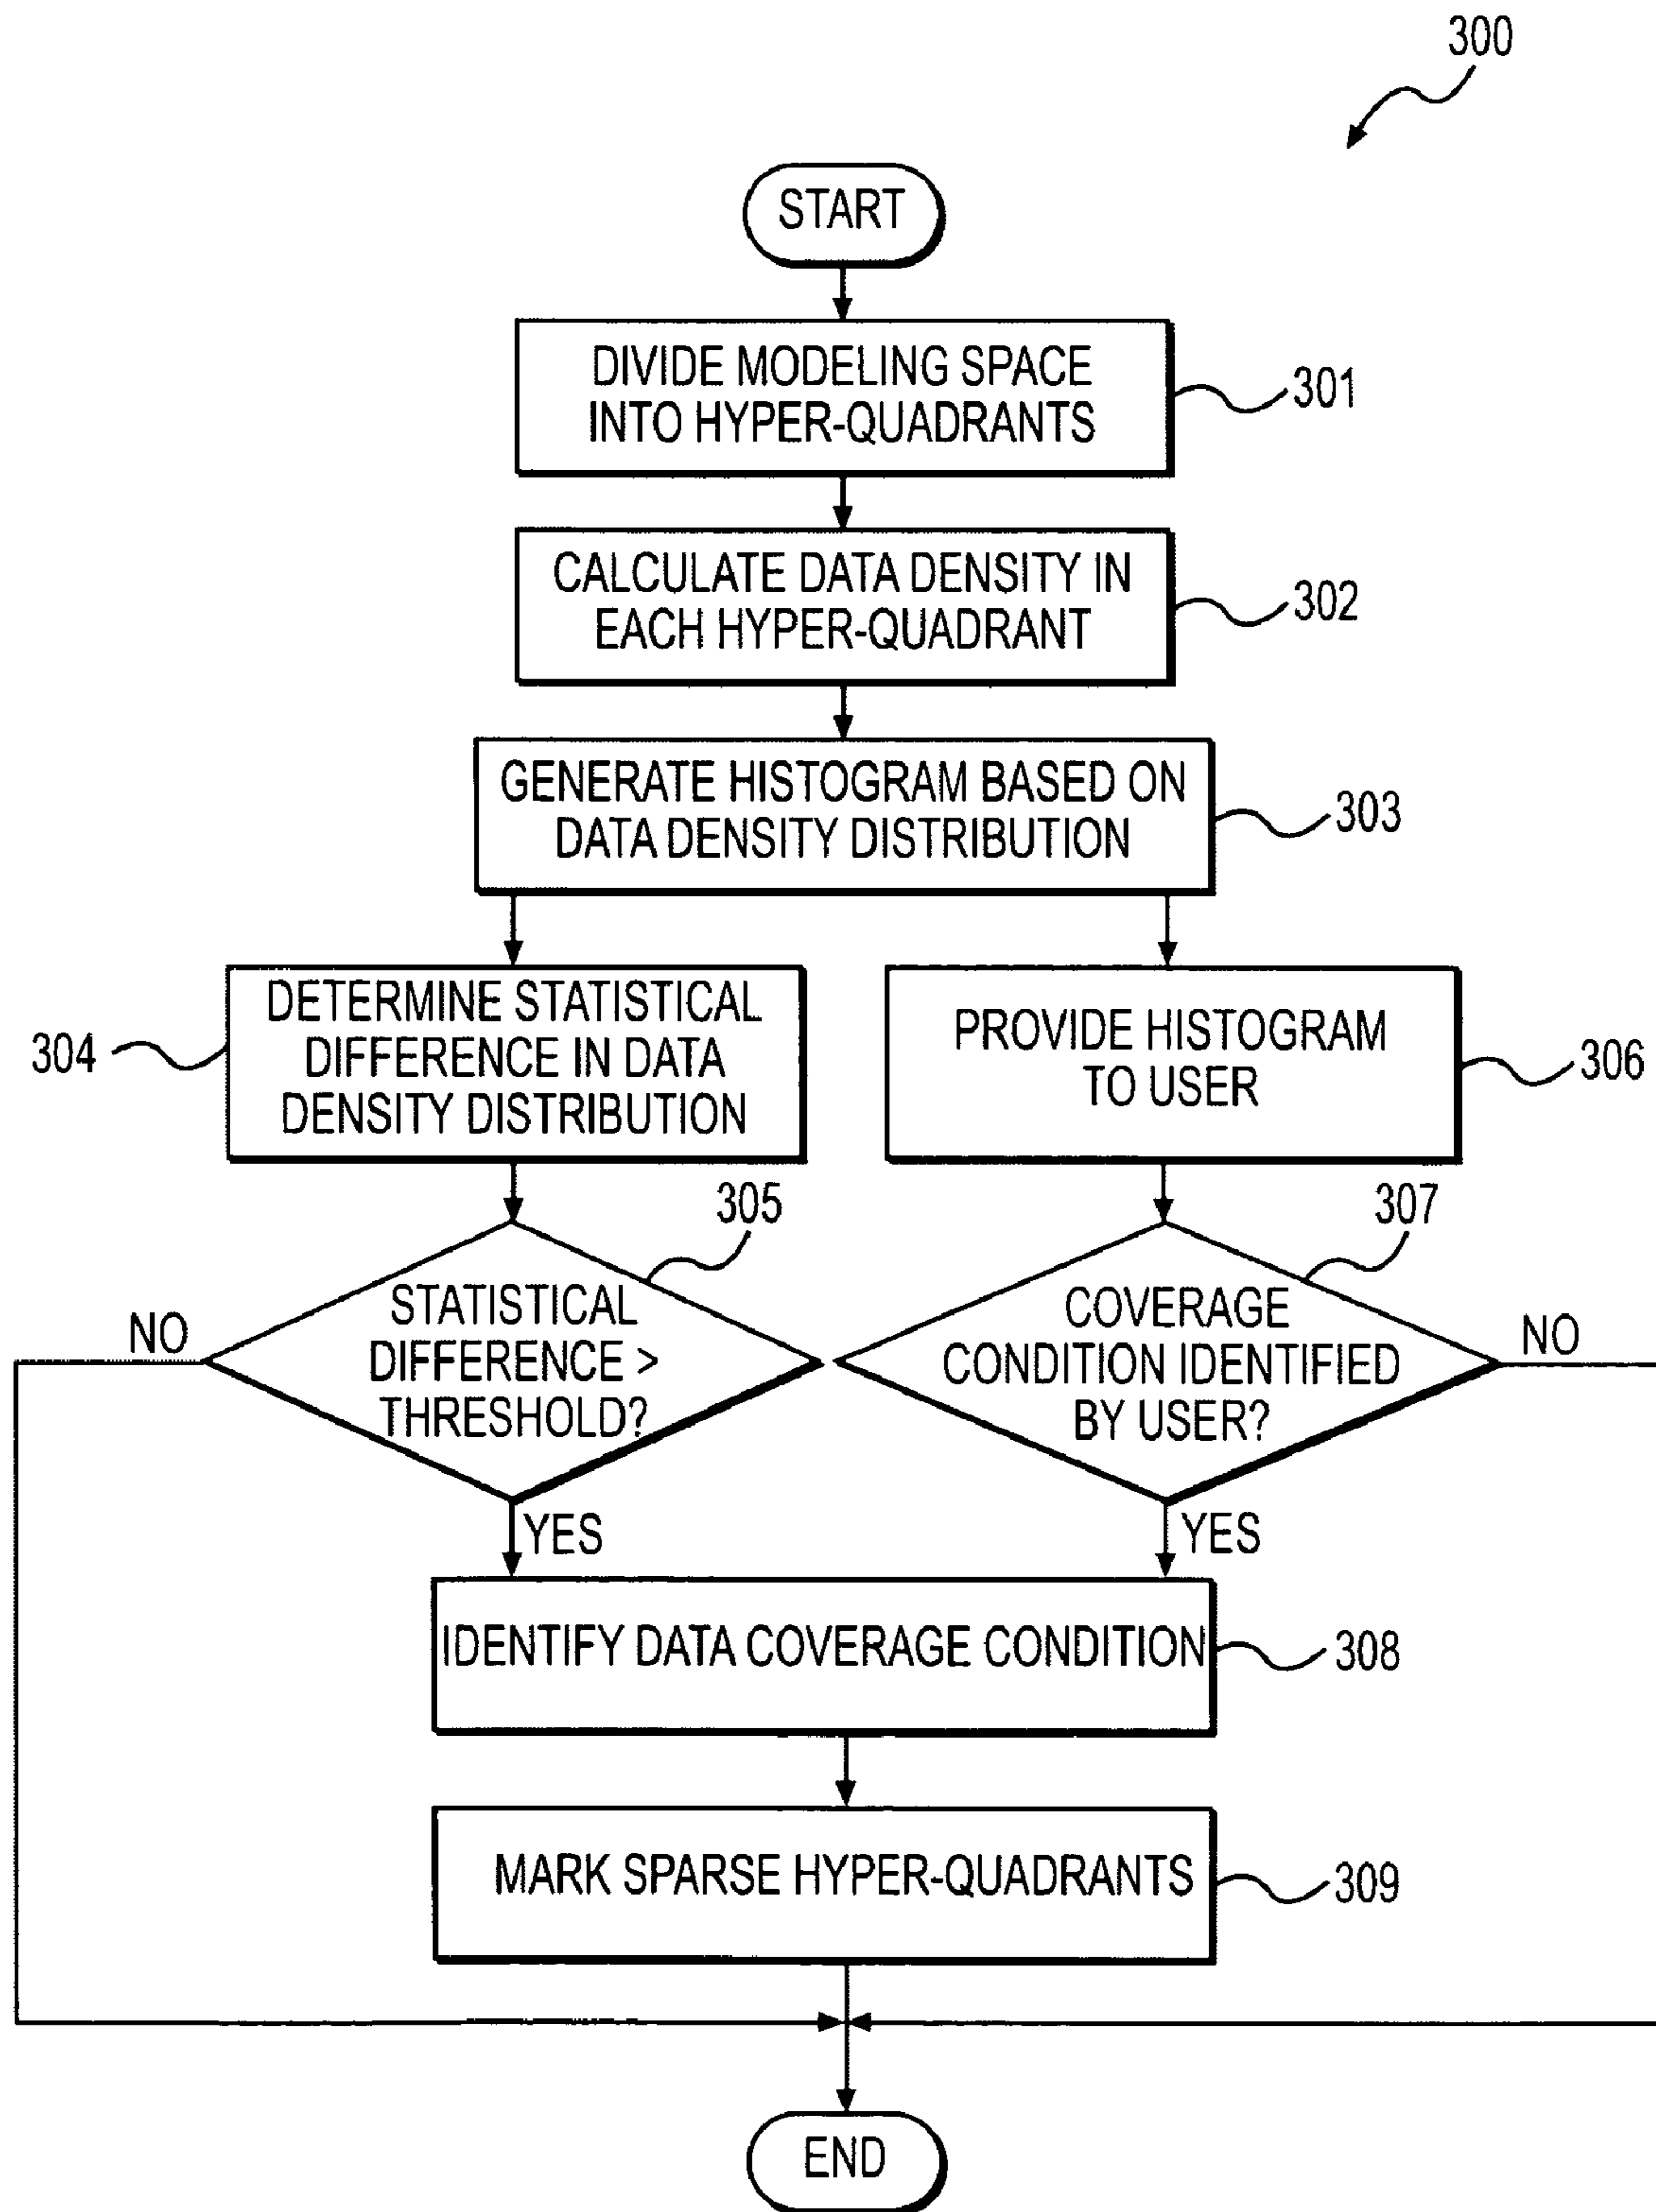 300
START
DIVIDE MODELING SPACE
INTO HYPER-QUADRANTS
301
CALCULATE DATA DENSITY IN
EACH HYPER-QUADRANT
302
GENERATE HISTOGRAM BASED ON
DATA DENSITY DISTRIBUTION
303
304
DETERMINE STATISTICAL
DIFFERENCE IN DATA
DENSITY DISTRIBUTION
PROVIDE HISTOGRAM
TO USER
306
305
STATISTICAL
DIFFERENCE >
THRESHOLD?
NO
YES
307
COVERAGE
CONDITION IDENTIFIED
BY USER?
NO
YES
IDENTIFY DATA COVERAGE CONDITION
308
MARK SPARSE HYPER-QUADRANTS
309
END